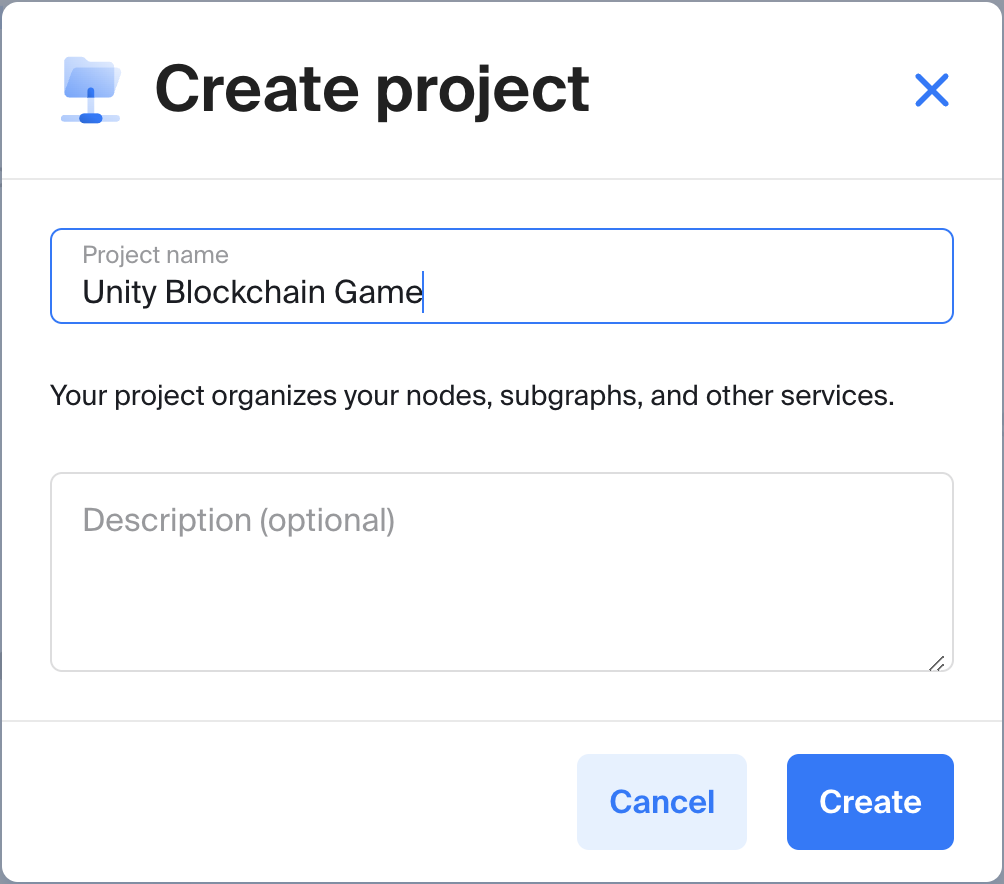 Create project
Project name
Unity Blockchain Game
Your project organizes your nodes, subgraphs, and other services.
Description (optional)
Cancel
Create